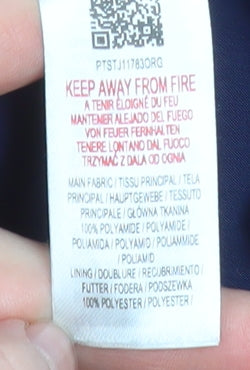 PTSTJ11783ORG
KEEP AWAY FROM FIRE
A TENIR ÉLOIGNÉ DU FEU
MANTENER ALEJADO DEL FUEGO
VON FEUER FERNHALTEN
TENERE LONTANO DAL FUOCO
TRZYMAĆ Z DALA OD OGNIA
MAIN FABRIC / TISSU PRINCIPAL / TELA
PRINCIPAL / HAUPTGEWEBE / TESSUTO
PRINCIPALE / GŁÓWNA TKANINA
100% POLYAMIDE / POLYAMIDE /
POLIAMIDA / POLYAMID / POLIAMMIDE
/ POLIAMID
LINING / DOUBLURE / RECUBRIMIENTO /
FUTTER / FODERA / PODSZEWKA
100% POLYESTER / POLYESTER /